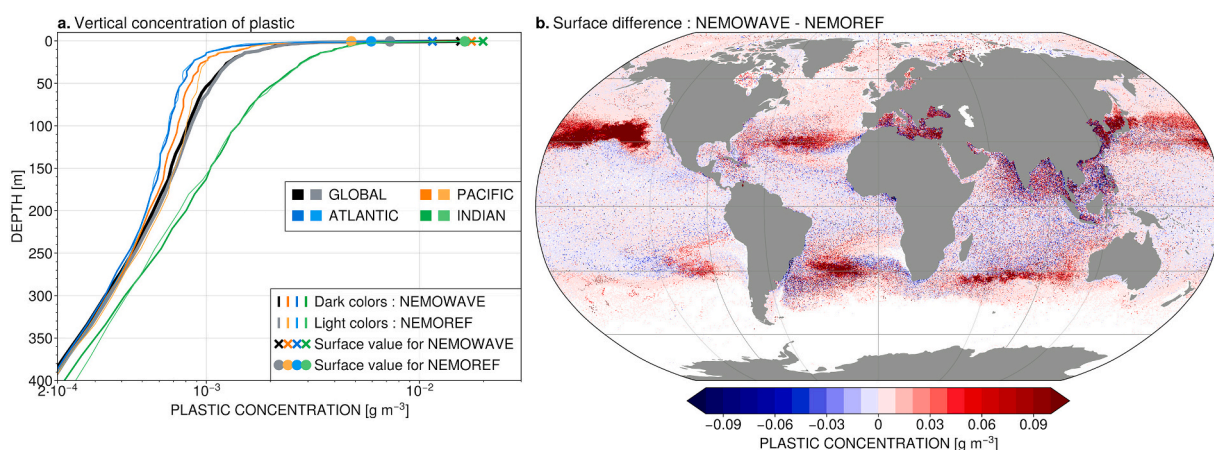 a. Vertical concentration of plastic
0
50
100
150
200
250
300
350
400
DEPTH [m]
GLOBAL
PACIFIC
ATLANTIC
INDIAN
Dark colors : NEMOWAVE
Light colors : NEMOREF
Surface value for NEMOWAVE
Surface value for NEMOREF
2·10⁻⁴ 10⁻³ 10⁻²
PLASTIC CONCENTRATION [g m⁻³]
b. Surface difference : NEMOWAVE - NEMOREF
−0.09 −0.06 −0.03 0 0.03 0.06 0.09
PLASTIC CONCENTRATION [g m⁻³]